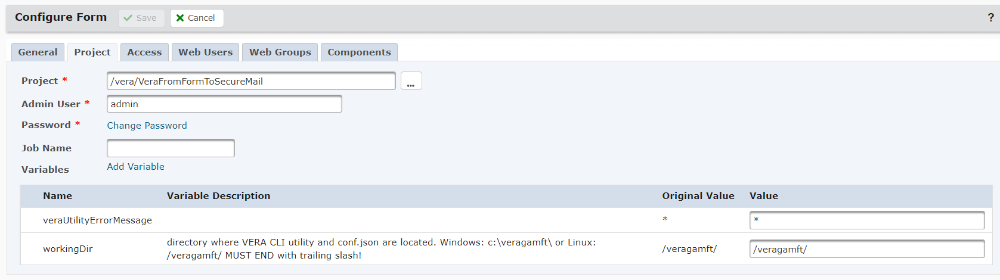 Configure Form Save Cancel ?
General Project Access Web Users Web Groups Components
Project * /vera/VeraFromFormToSecureMail ...
Admin User * admin
Password * Change Password
Job Name
Variables Add Variable
Name Variable Description Original Value Value
veraUtilityErrorMessage * *
directory where VERA CLI utility and conf.json are located. Windows: c:\veragamft\ or Linux:
workingDir /veragamft/ /veragamft/
/veragamft/ MUST END with trailing slash!